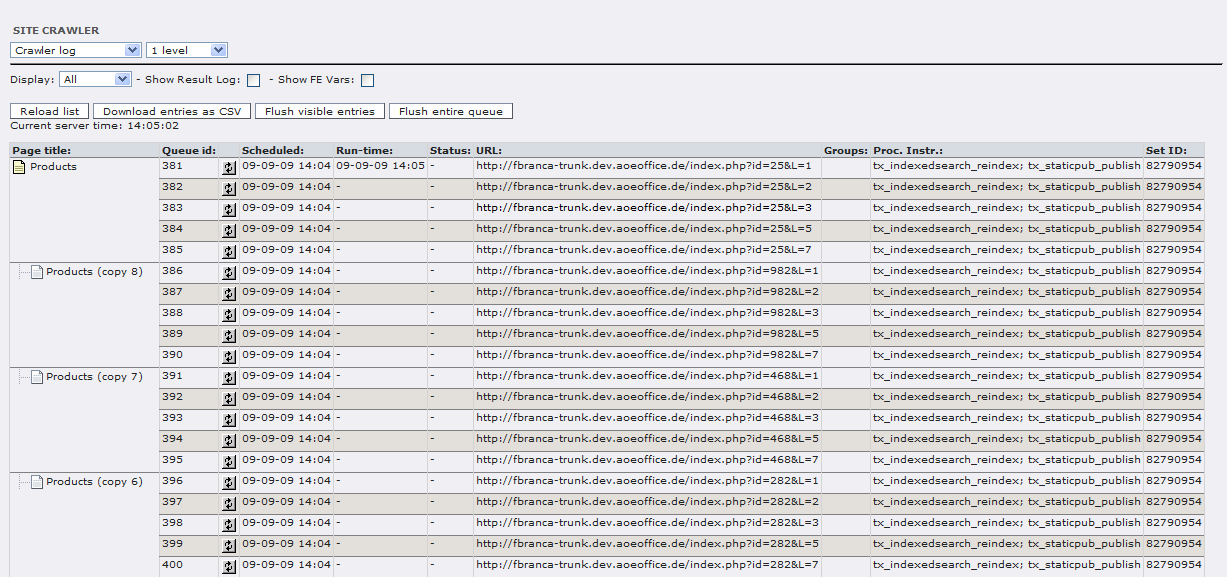 SITE CRAWLER
Crawler log 1 level
Display: All - Show Result Log: - Show FE Vars:
Reload list Download entries as CSV Flush visible entries Flush entire queue
Current server time: 14:05:02
Page title: Queue id: Scheduled: Run-time: Status: URL: Groups: Proc. Instr.: Set ID:
Products 381 09-09-09 14:04 09-09-09 14:05 - http://fbranca-trunk.dev.aoeoffice.de/index.php?id=25&L=1 tx_indexedsearch_reindex; tx_staticpub_publish 82790954
382 09-09-09 14:04 - - http://fbranca-trunk.dev.aoeoffice.de/index.php?id=25&L=2 tx_indexedsearch_reindex; tx_staticpub_publish 82790954
383 09-09-09 14:04 - - http://fbranca-trunk.dev.aoeoffice.de/index.php?id=25&L=3 tx_indexedsearch_reindex; tx_staticpub_publish 82790954
384 09-09-09 14:04 - - http://fbranca-trunk.dev.aoeoffice.de/index.php?id=25&L=5 tx_indexedsearch_reindex; tx_staticpub_publish 82790954
385 09-09-09 14:04 - - http://fbranca-trunk.dev.aoeoffice.de/index.php?id=25&L=7 tx_indexedsearch_reindex; tx_staticpub_publish 82790954
Products (copy 8) 386 09-09-09 14:04 - - http://fbranca-trunk.dev.aoeoffice.de/index.php?id=982&L=1 tx_indexedsearch_reindex; tx_staticpub_publish 82790954
387 09-09-09 14:04 - - http://fbranca-trunk.dev.aoeoffice.de/index.php?id=982&L=2 tx_indexedsearch_reindex; tx_staticpub_publish 82790954
388 09-09-09 14:04 - - http://fbranca-trunk.dev.aoeoffice.de/index.php?id=982&L=3 tx_indexedsearch_reindex; tx_staticpub_publish 82790954
389 09-09-09 14:04 - - http://fbranca-trunk.dev.aoeoffice.de/index.php?id=982&L=5 tx_indexedsearch_reindex; tx_staticpub_publish 82790954
390 09-09-09 14:04 - - http://fbranca-trunk.dev.aoeoffice.de/index.php?id=982&L=7 tx_indexedsearch_reindex; tx_staticpub_publish 82790954
Products (copy 7) 391 09-09-09 14:04 - - http://fbranca-trunk.dev.aoeoffice.de/index.php?id=468&L=1 tx_indexedsearch_reindex; tx_staticpub_publish 82790954
392 09-09-09 14:04 - - http://fbranca-trunk.dev.aoeoffice.de/index.php?id=468&L=2 tx_indexedsearch_reindex; tx_staticpub_publish 82790954
393 09-09-09 14:04 - - http://fbranca-trunk.dev.aoeoffice.de/index.php?id=468&L=3 tx_indexedsearch_reindex; tx_staticpub_publish 82790954
394 09-09-09 14:04 - - http://fbranca-trunk.dev.aoeoffice.de/index.php?id=468&L=5 tx_indexedsearch_reindex; tx_staticpub_publish 82790954
395 09-09-09 14:04 - - http://fbranca-trunk.dev.aoeoffice.de/index.php?id=468&L=7 tx_indexedsearch_reindex; tx_staticpub_publish 82790954
Products (copy 6) 396 09-09-09 14:04 - - http://fbranca-trunk.dev.aoeoffice.de/index.php?id=282&L=1 tx_indexedsearch_reindex; tx_staticpub_publish 82790954
397 09-09-09 14:04 - - http://fbranca-trunk.dev.aoeoffice.de/index.php?id=282&L=2 tx_indexedsearch_reindex; tx_staticpub_publish 82790954
398 09-09-09 14:04 - - http://fbranca-trunk.dev.aoeoffice.de/index.php?id=282&L=3 tx_indexedsearch_reindex; tx_staticpub_publish 82790954
399 09-09-09 14:04 - - http://fbranca-trunk.dev.aoeoffice.de/index.php?id=282&L=5 tx_indexedsearch_reindex; tx_staticpub_publish 82790954
400 09-09-09 14:04 - - http://fbranca-trunk.dev.aoeoffice.de/index.php?id=282&L=7 tx_indexedsearch_reindex; tx_staticpub_publish 82790954